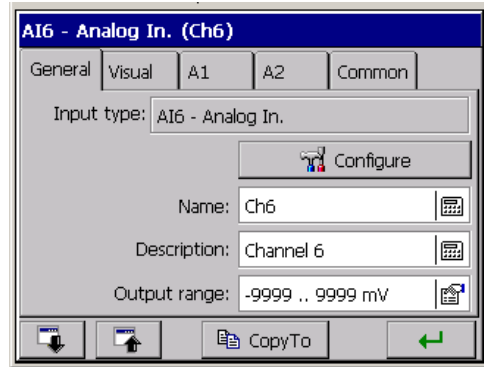 AI6 - Analog In. (Ch6)
General Visual A1 A2 Common
Input type: AI6 - Analog In.
Configure
Name: Ch6
Description: Channel 6
Output range: -9999 .. 9999 mV
CopyTo